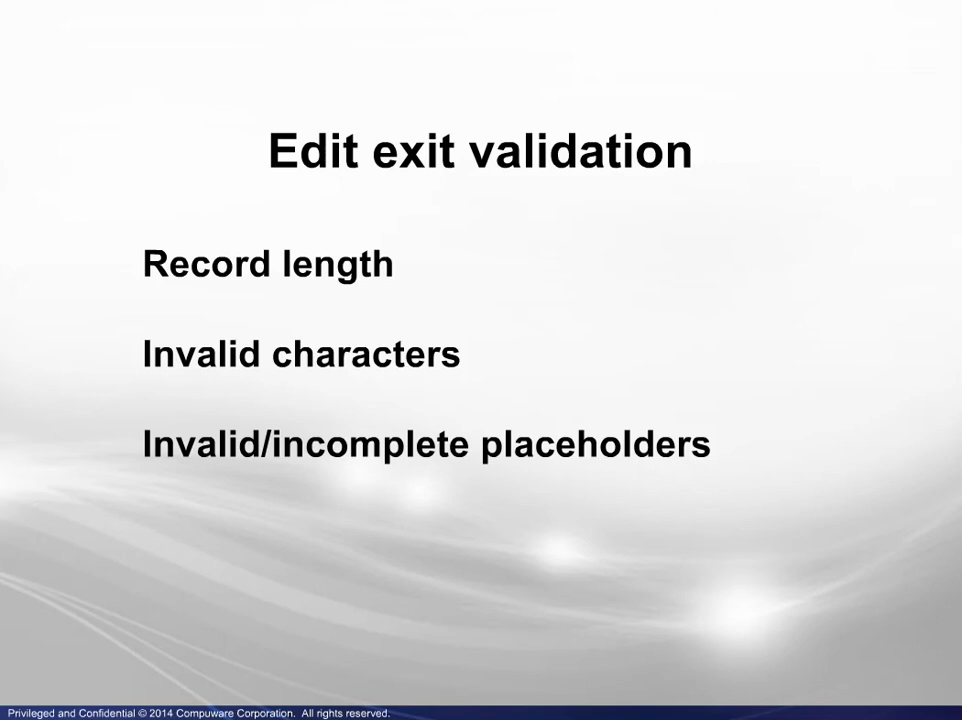 Edit exit validation
Record length
Invalid characters
Invalid/incomplete placeholders
Privileged and Confidential © 2014 Compuware Corporation. All rights reserved.